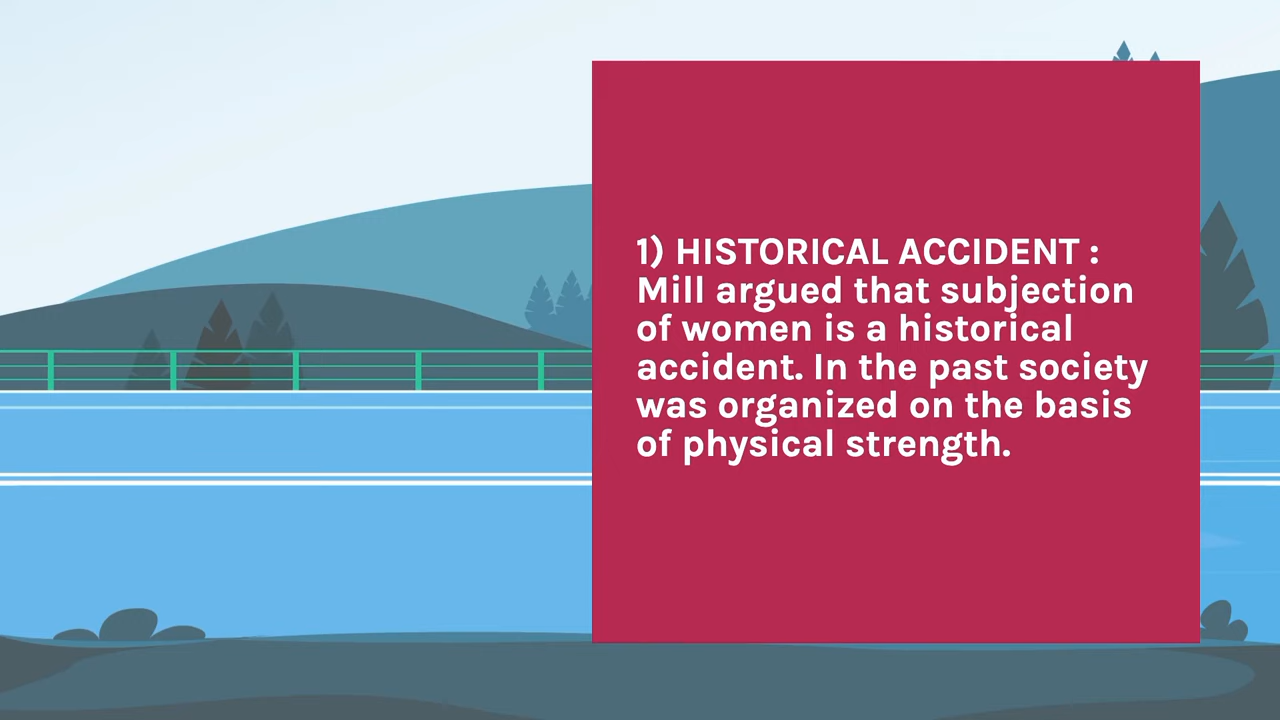 1) HISTORICAL ACCIDENT :
Mill argued that subjection
of women is a historical
accident. In the past society
was organized on the basis
of physical strength.